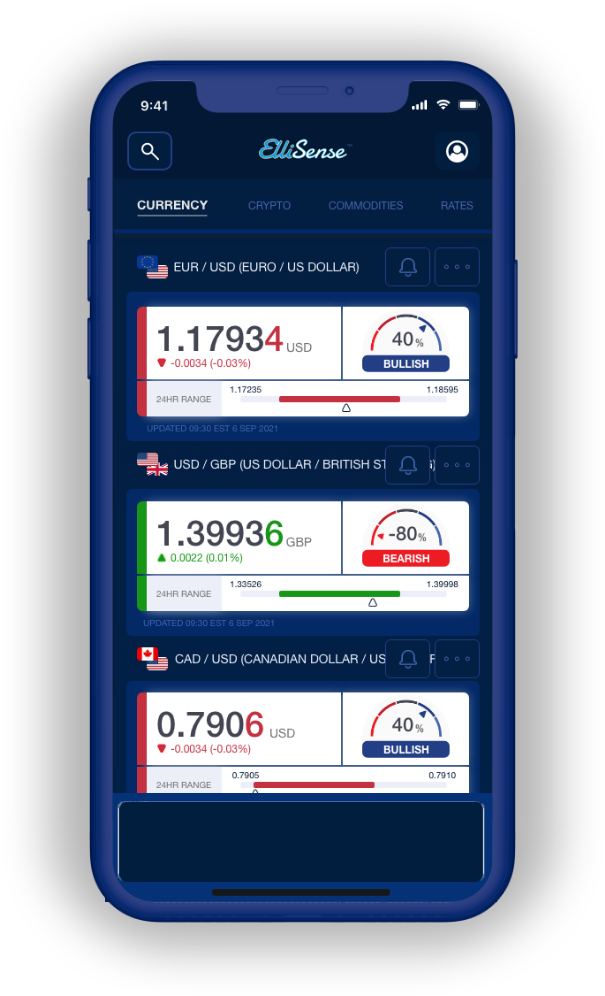 9:41
ElliSense™
CURRENCY CRYPTO COMMODITIES RATES
EUR / USD (EURO / US DOLLAR)
1.17934 USD
-0.0034 (-0.03%)
40%
BULLISH
24HR RANGE
1.17235 1.18595
UPDATED 09:30 EST 6 SEP 2021
USD / GBP (US DOLLAR / BRITISH
1.39936 GBP
0.0022 (0.01%)
-80%
BEARISH
24HR RANGE
1.33526 1.39998
UPDATED 09:30 EST 6 SEP 2021
CAD / USD (CANADIAN DOLLAR / US
0.7906 USD
-0.0034 (-0.03%)
40%
BULLISH
24HR RANGE
0.7905 0.7910